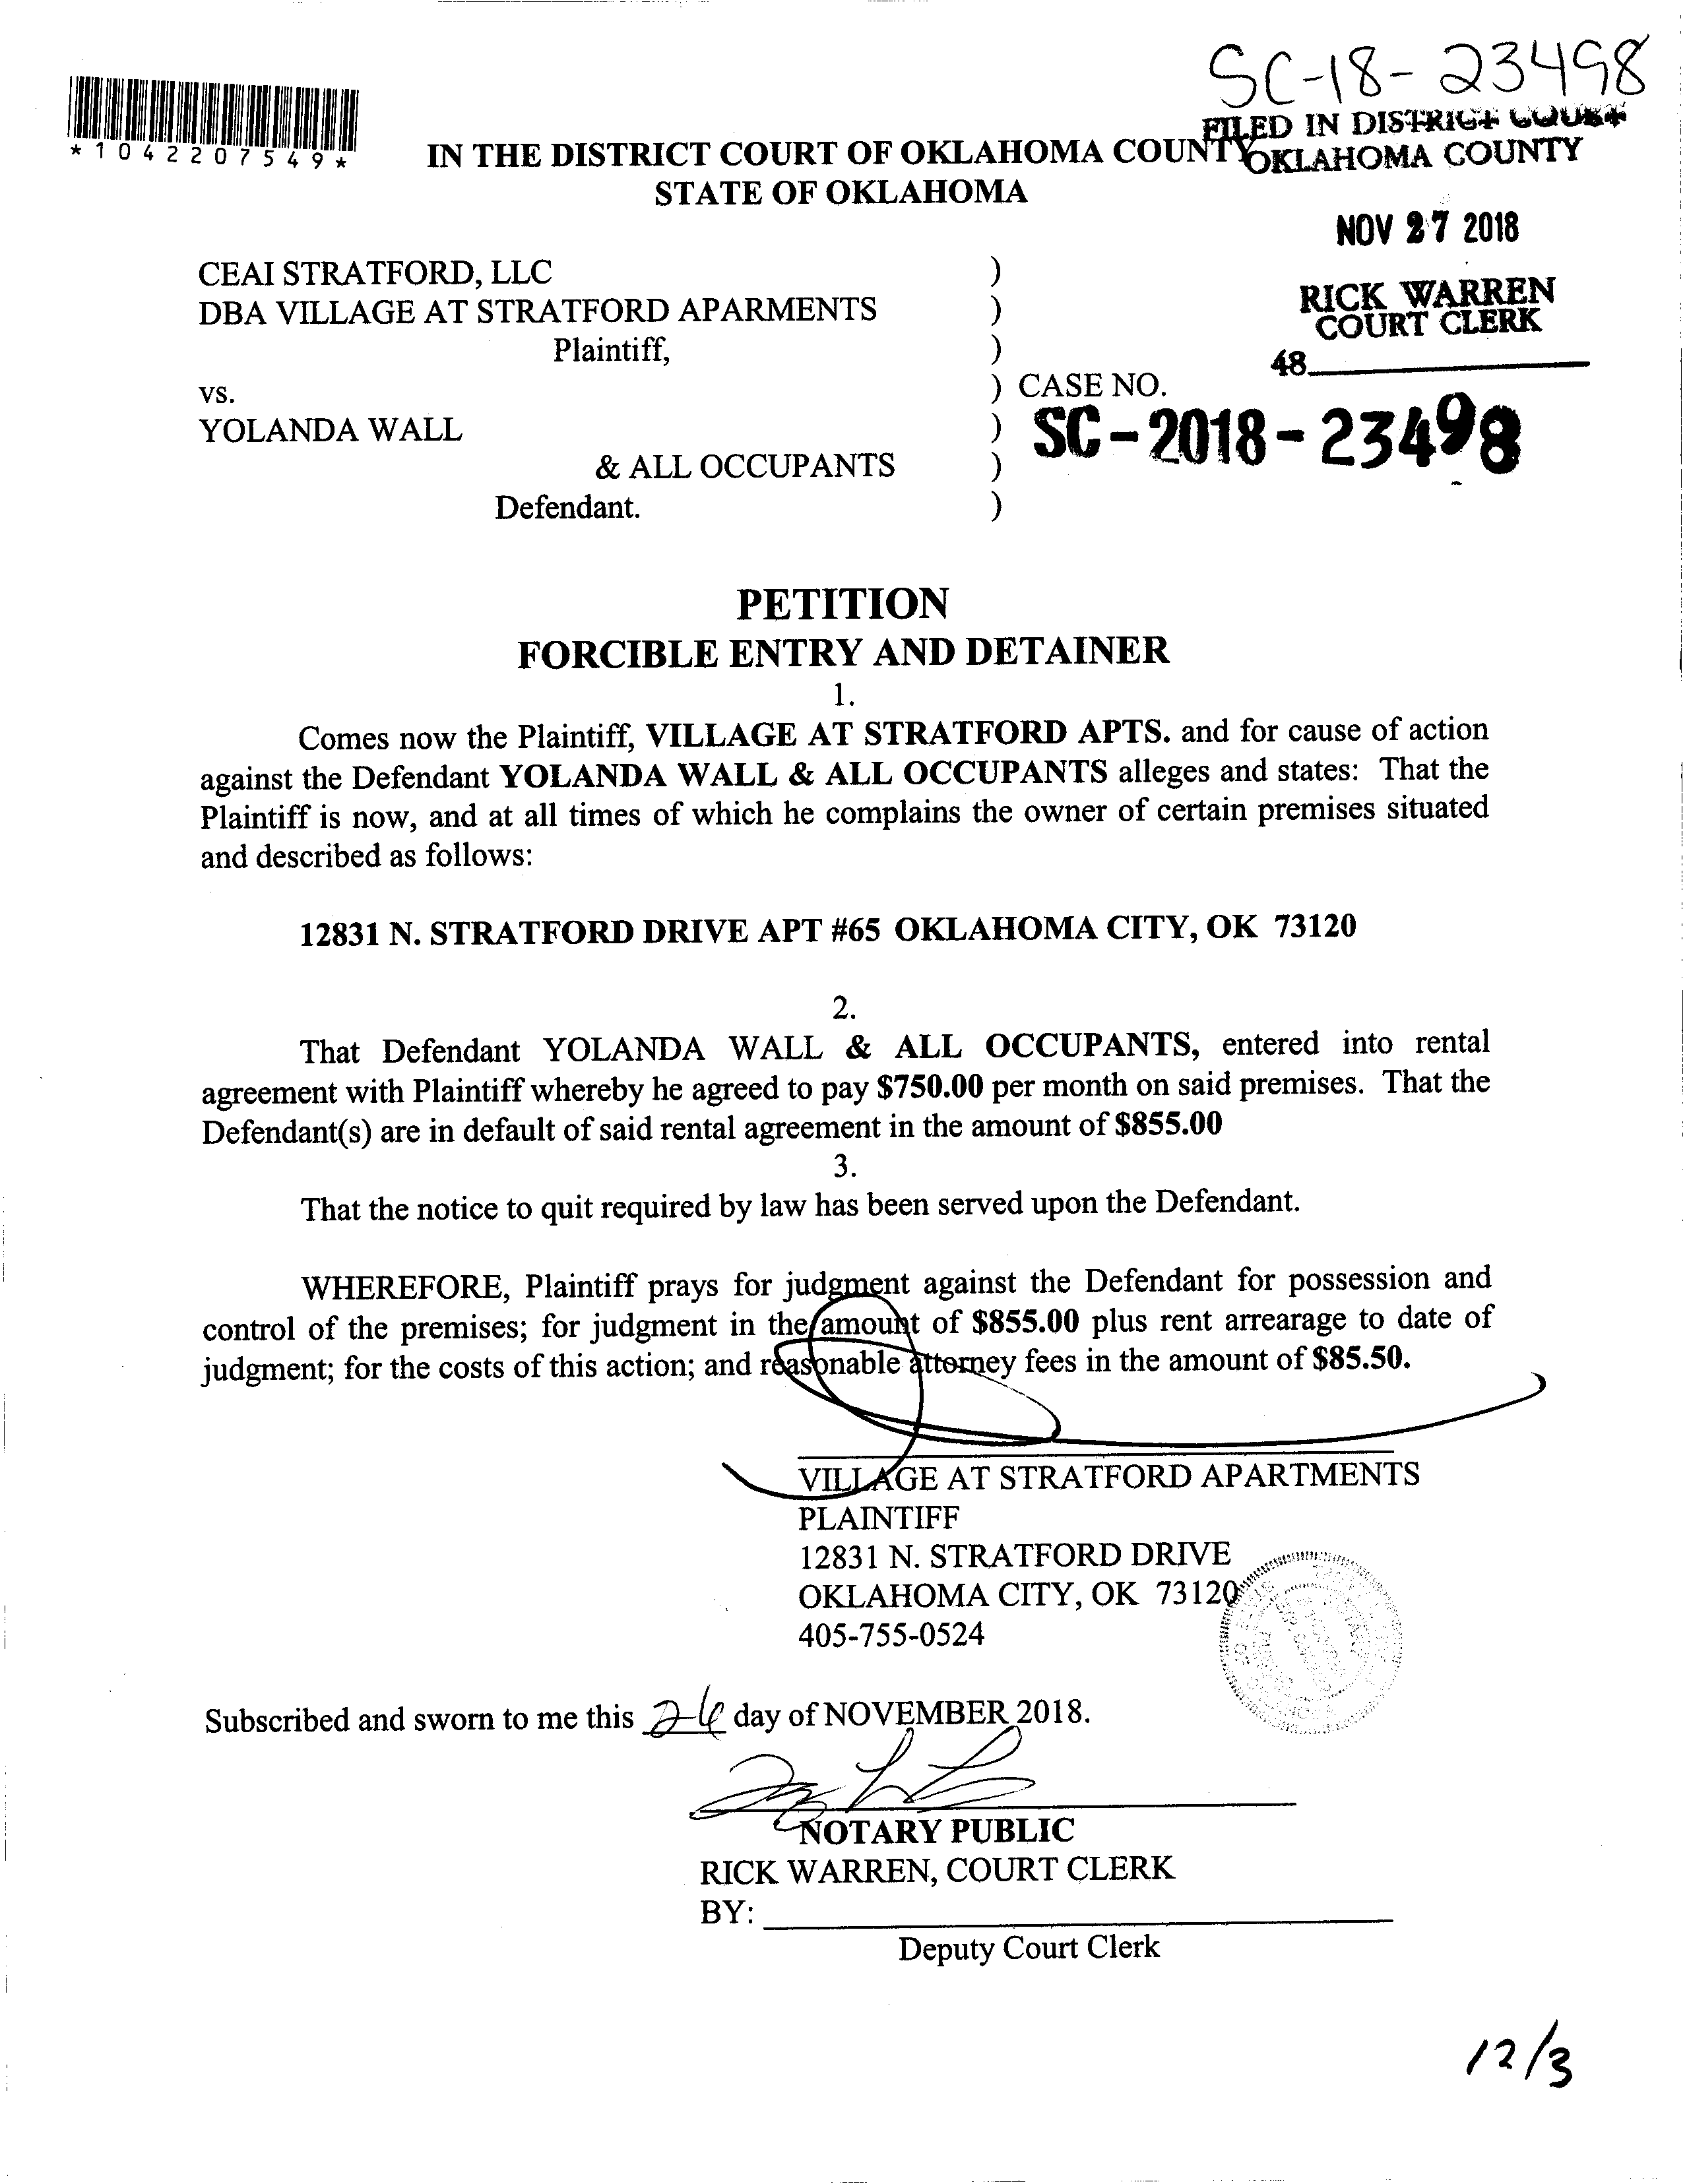 SC-18-23498
FILED IN DISTRICT COURT
OKLAHOMA COUNTY
*1042207549*
IN THE DISTRICT COURT OF OKLAHOMA COUNTY
STATE OF OKLAHOMA
NOV 27 2018
CEAI STRATFORD, LLC )
DBA VILLAGE AT STRATFORD APARMENTS )
RICK WARREN
COURT CLERK
Plaintiff, )
48
vs. ) CASE NO.
YOLANDA WALL ) SC-2018-23498
& ALL OCCUPANTS )
Defendant. )
PETITION
FORCIBLE ENTRY AND DETAINER
1.
Comes now the Plaintiff, VILLAGE AT STRATFORD APTS. and for cause of action
against the Defendant YOLANDA WALL & ALL OCCUPANTS alleges and states: That the
Plaintiff is now, and at all times of which he complains the owner of certain premises situated
and described as follows:
12831 N. STRATFORD DRIVE APT #65 OKLAHOMA CITY, OK 73120
2.
That Defendant YOLANDA WALL & ALL OCCUPANTS, entered into rental
agreement with Plaintiff whereby he agreed to pay $750.00 per month on said premises. That the
Defendant(s) are in default of said rental agreement in the amount of $855.00
3.
That the notice to quit required by law has been served upon the Defendant.
WHEREFORE, Plaintiff prays for judgment against the Defendant for possession and
control of the premises; for judgment in the amount of $855.00 plus rent arrearage to date of
judgment; for the costs of this action; and reasonable attorney fees in the amount of $85.50.
VILLAGE AT STRATFORD APARTMENTS
PLAINTIFF
12831 N. STRATFORD DRIVE
OKLAHOMA CITY, OK 73120
405-755-0524
Subscribed and sworn to me this day of NOVEMBER 2018.
NOTARY PUBLIC
RICK WARREN, COURT CLERK
BY:
Deputy Court Clerk
12/3